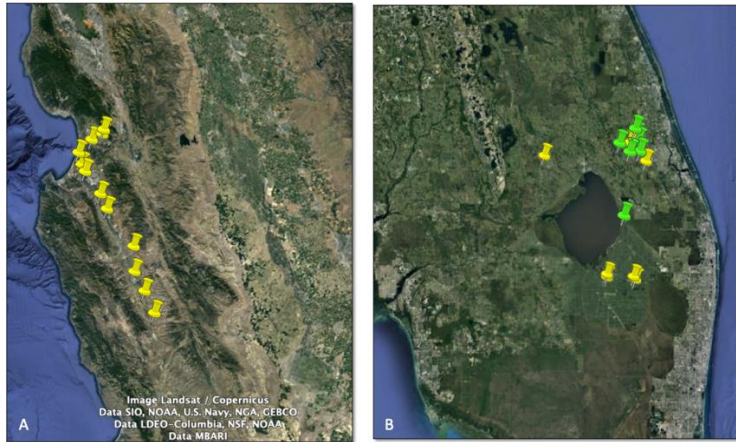 Image Landsat / Copernicus
Data SIO, NOAA, U.S. Navy, NGA, GEBCO
Data LDEO-Columbia, NSF, NOAA
Data MBARI
A
B